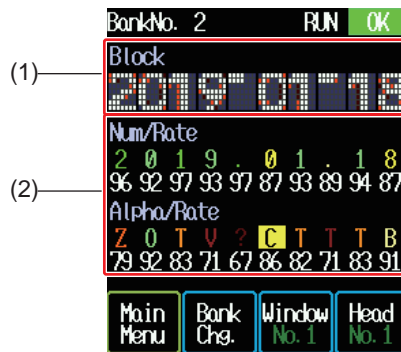 BankNo. 2 RUN OK
(1)
Block
2019" 01"'18
(2)
Num/Rate
2 0 1 9 . 0 1 . 1 8
96 92 97 93 97 87 93 89 94 87
Alpha/Rate
Z O T V ? C T T T B
79 92 83 71 67 86 82 71 83 91
Main Menu
Bank Chg.
Window No.1
Head No.1